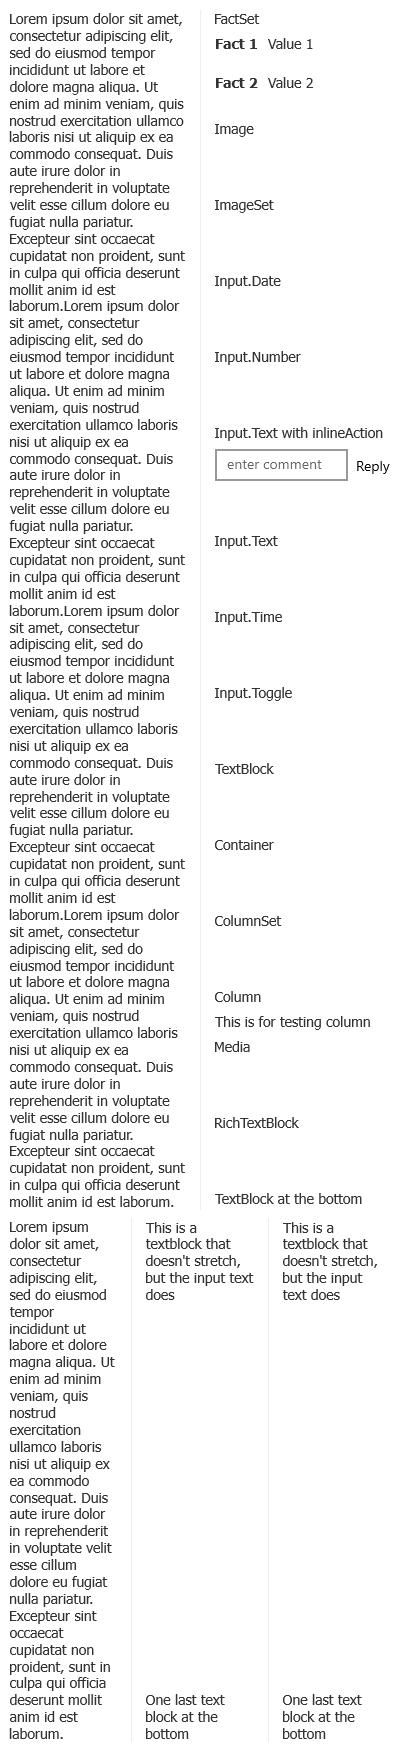 Lorem ipsum dolor sit amet,
consectetur adipiscing elit,
sed do eiusmod tempor
incididunt ut labore et
dolore magna aliqua. Ut
enim ad minim veniam, quis
nostrud exercitation ullamco
laboris nisi ut aliquip ex ea
commodo consequat. Duis
aute irure dolor in
reprehenderit in voluptate
velit esse cillum dolore eu
fugiat nulla pariatur.
Excepteur sint occaecat
cupidatat non proident, sunt
in culpa qui officia deserunt
mollit anim id est
laborum.Lorem ipsum dolor
sit amet, consectetur
adipiscing elit, sed do
eiusmod tempor incididunt
ut labore et dolore magna
aliqua. Ut enim ad minim
veniam, quis nostrud
exercitation ullamco laboris
nisi ut aliquip ex ea
commodo consequat. Duis
aute irure dolor in
reprehenderit in voluptate
velit esse cillum dolore eu
fugiat nulla pariatur.
Excepteur sint occaecat
cupidatat non proident, sunt
in culpa qui officia deserunt
mollit anim id est
laborum.Lorem ipsum dolor
sit amet, consectetur
adipiscing elit, sed do
eiusmod tempor incididunt
ut labore et dolore magna
aliqua. Ut enim ad minim
veniam, quis nostrud
exercitation ullamco laboris
nisi ut aliquip ex ea
commodo consequat. Duis
aute irure dolor in
reprehenderit in voluptate
velit esse cillum dolore eu
fugiat nulla pariatur.
Excepteur sint occaecat
cupidatat non proident, sunt
in culpa qui officia deserunt
mollit anim id est
laborum.Lorem ipsum dolor
sit amet, consectetur
adipiscing elit, sed do
eiusmod tempor incididunt
ut labore et dolore magna
aliqua. Ut enim ad minim
veniam, quis nostrud
exercitation ullamco laboris
nisi ut aliquip ex ea
commodo consequat. Duis
aute irure dolor in
reprehenderit in voluptate
velit esse cillum dolore eu
fugiat nulla pariatur.
Excepteur sint occaecat
cupidatat non proident, sunt
in culpa qui officia deserunt
mollit anim id est laborum.
FactSet
Fact 1 Value 1
Fact 2 Value 2
Image
ImageSet
Input.Date
Input.Number
Input.Text with inlineAction
enter comment Reply
Input.Text
Input.Time
Input.Toggle
TextBlock
Container
ColumnSet
Column
This is for testing column
Media
RichTextBlock
TextBlock at the bottom
Lorem ipsum
dolor sit amet,
consectetur
adipiscing elit,
sed do eiusmod
tempor
incididunt ut
labore et dolore
magna aliqua. Ut
enim ad minim
veniam, quis
nostrud
exercitation
ullamco laboris
nisi ut aliquip ex
ea commodo
consequat. Duis
aute irure dolor
in reprehenderit
in voluptate velit
esse cillum
dolore eu fugiat
nulla pariatur.
Excepteur sint
occaecat
cupidatat non
proident, sunt in
culpa qui officia
deserunt mollit
anim id est
laborum.
This is a
textblock that
doesn't stretch,
but the input text
does
One last text
block at the
bottom
This is a
textblock that
doesn't stretch,
but the input
text does
One last text
block at the
bottom